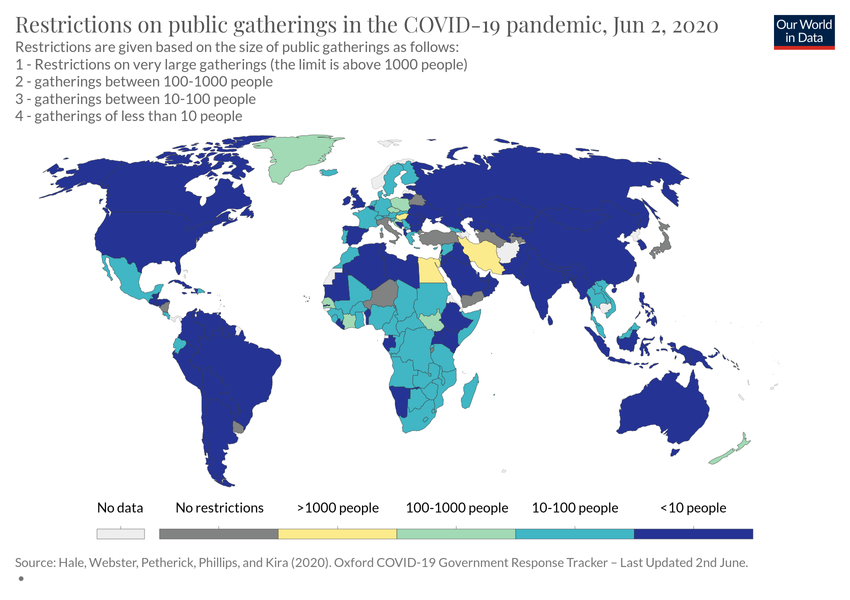 Restrictions on public gatherings in the COVID-19 pandemic, Jun 2, 2020
Our World
in Data
Restrictions are given based on the size of public gatherings as follows:
1 - Restrictions on very large gatherings (the limit is above 1000 people)
2 - gatherings between 100-1000 people
3 - gatherings between 10-100 people
4 - gatherings of less than 10 people
No data No restrictions >1000 people 100-1000 people 10-100 people <10 people
Source: Hale, Webster, Petherick, Phillips, and Kira (2020). Oxford COVID-19 Government Response Tracker – Last Updated 2nd June.